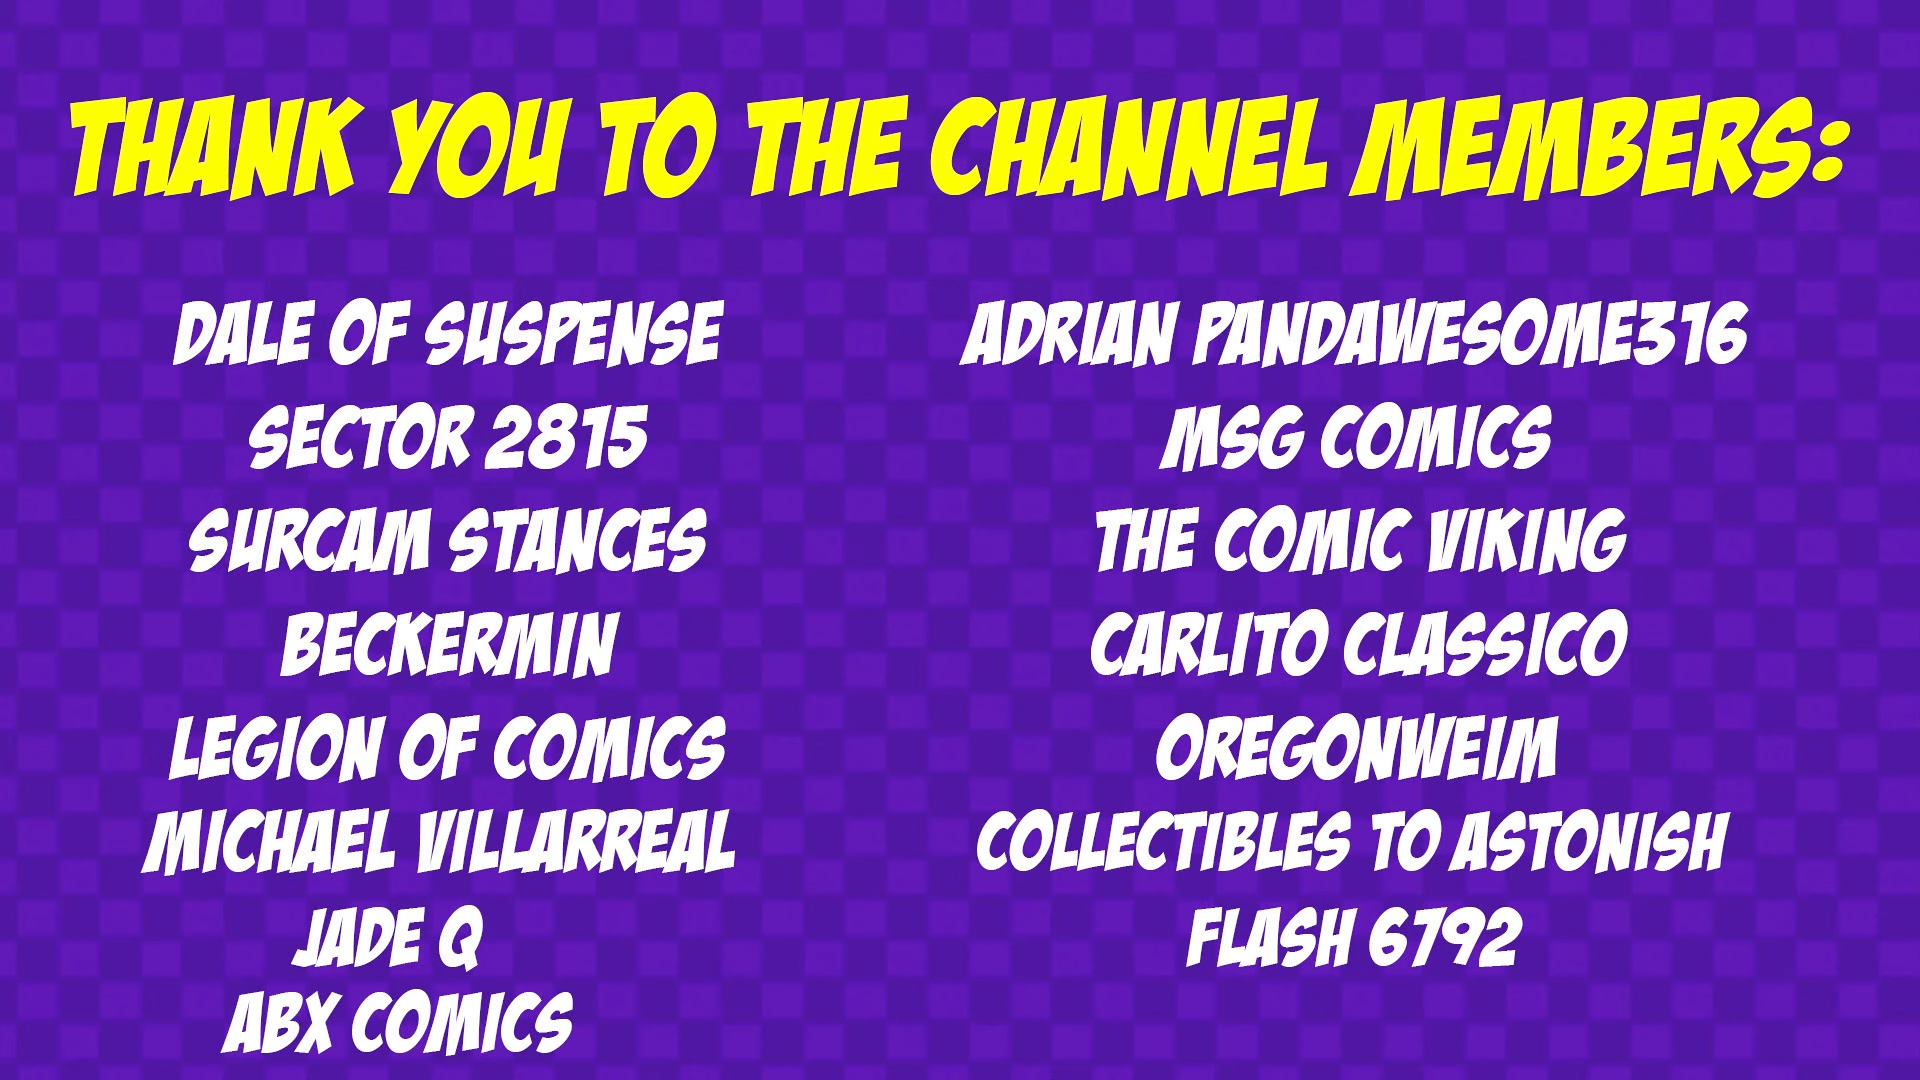 THANK YOU TO THE CHANNEL MEMBERS:
DALE OF SUSPENSE
SECTOR 2815
SURCAM STANCES
BECKERMIN
LEGION OF COMICS
MICHAEL VILLARREAL
JADE Q
ABX COMICS
ADRIAN PANDAWESOME316
MSG COMICS
THE COMIC VIKING
CARLITO CLASSICO
OREGONWEIM
COLLECTIBLES TO ASTONISH
FLASH 6792